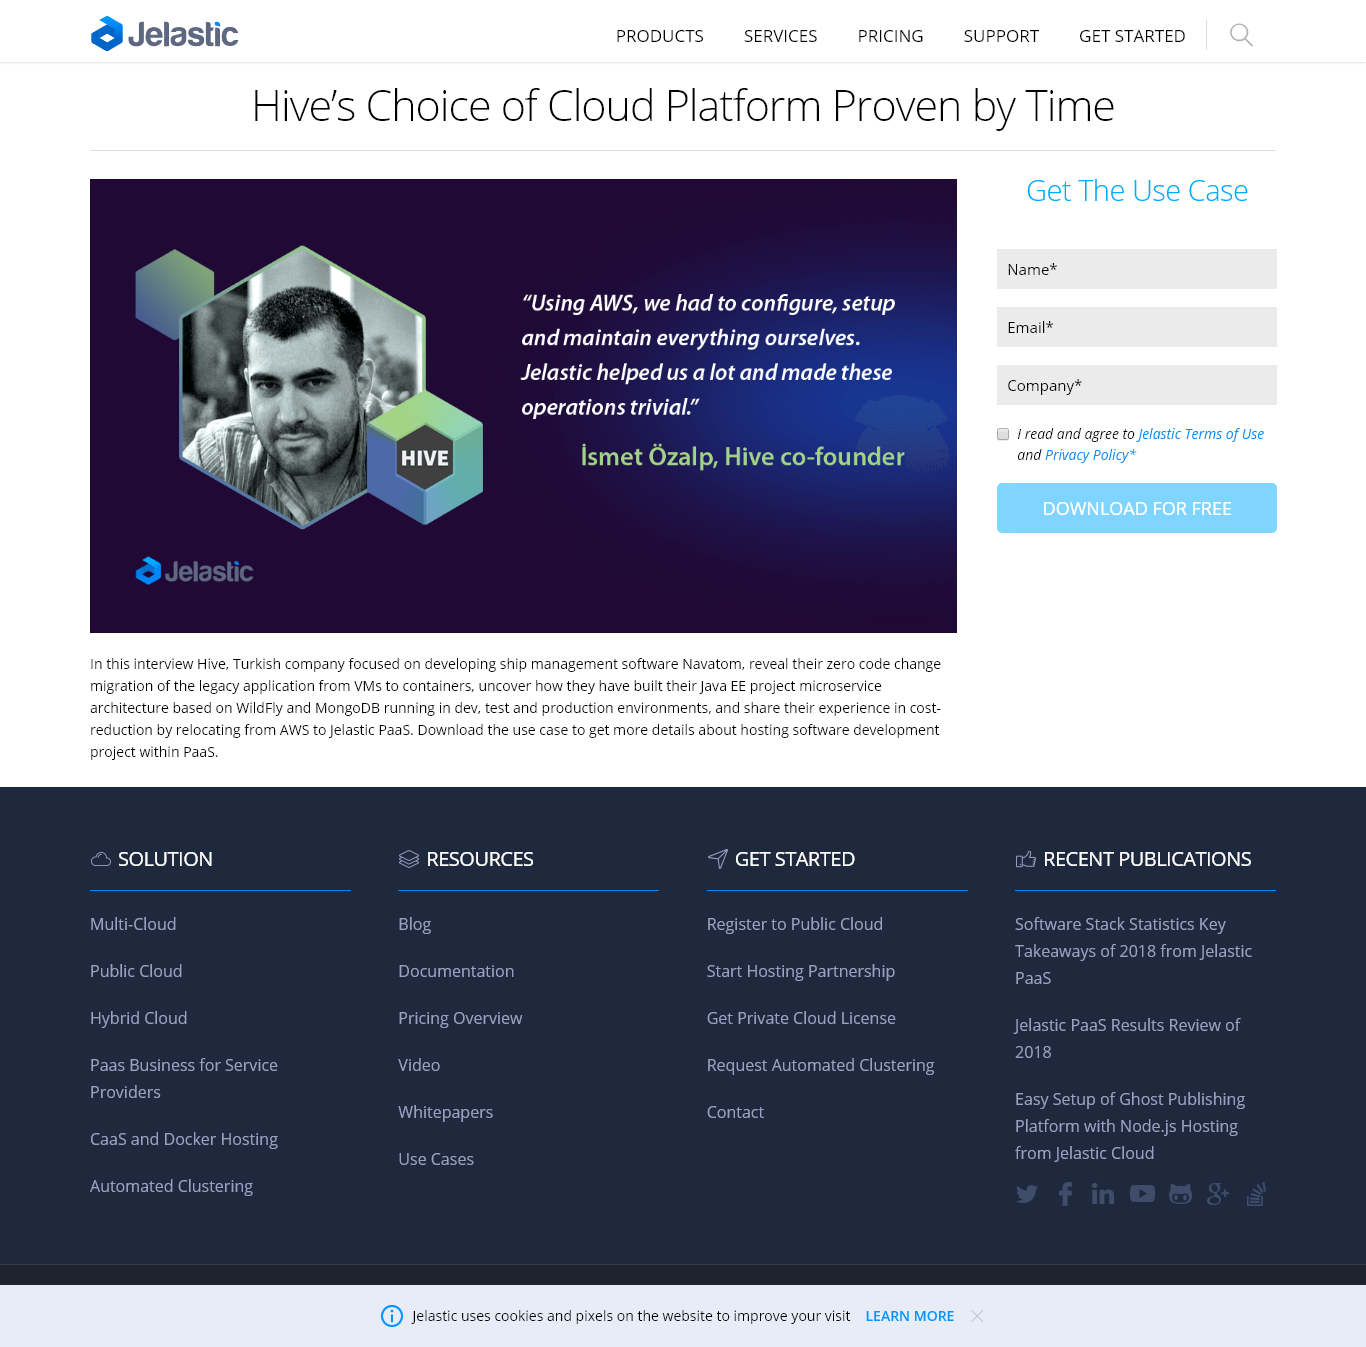 Jelastic
PRODUCTS
SERVICES
PRICING
SUPPORT
GET STARTED
Hive’s Choice of Cloud Platform Proven by Time
“Using AWS, we had to configure, setup
and maintain everything ourselves.
Jelastic helped us a lot and made these
operations trivial.”
İsmet Özalp, Hive co-founder
HIVE
Jelastic
Get The Use Case
Name*
Email*
Company*
I read and agree to Jelastic Terms of Use
and Privacy Policy*
DOWNLOAD FOR FREE
In this interview Hive, Turkish company focused on developing ship management software Navatom, reveal their zero code change
migration of the legacy application from VMs to containers, uncover how they have built their Java EE project microservice
architecture based on WildFly and MongoDB running in dev, test and production environments, and share their experience in cost-
reduction by relocating from AWS to Jelastic PaaS. Download the use case to get more details about hosting software development
project within PaaS.
SOLUTION
Multi-Cloud
Public Cloud
Hybrid Cloud
Paas Business for Service
Providers
CaaS and Docker Hosting
Automated Clustering
RESOURCES
Blog
Documentation
Pricing Overview
Video
Whitepapers
Use Cases
GET STARTED
Register to Public Cloud
Start Hosting Partnership
Get Private Cloud License
Request Automated Clustering
Contact
RECENT PUBLICATIONS
Software Stack Statistics Key
Takeaways of 2018 from Jelastic
PaaS
Jelastic PaaS Results Review of
2018
Easy Setup of Ghost Publishing
Platform with Node.js Hosting
from Jelastic Cloud
Jelastic uses cookies and pixels on the website to improve your visit
LEARN MORE